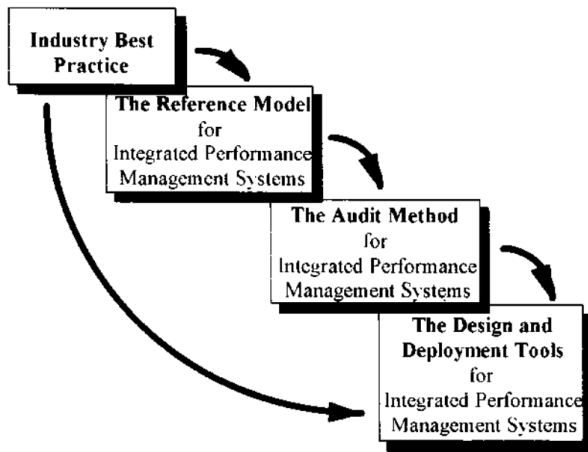 Industry Best
Practice
The Reference Model
for
Integrated Performance
Management Systems
The Audit Method
for
Integrated Performance
Management Systems
The Design and
Deployment Tools
for
Integrated Performance
Management Systems